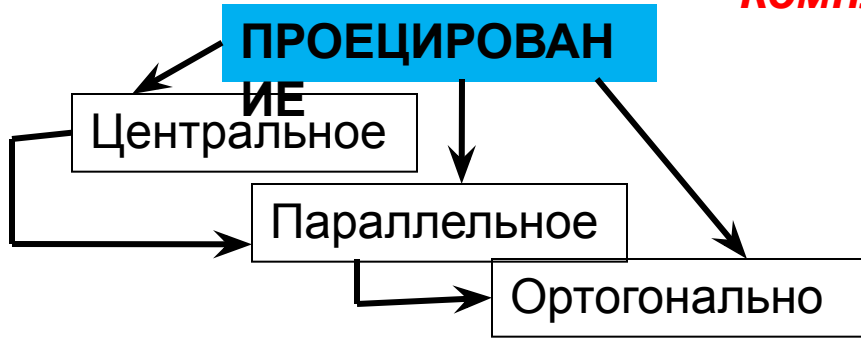 ПРОЕЦИРОВАН
ИЕ
Центральное
Параллельное
Ортогонально